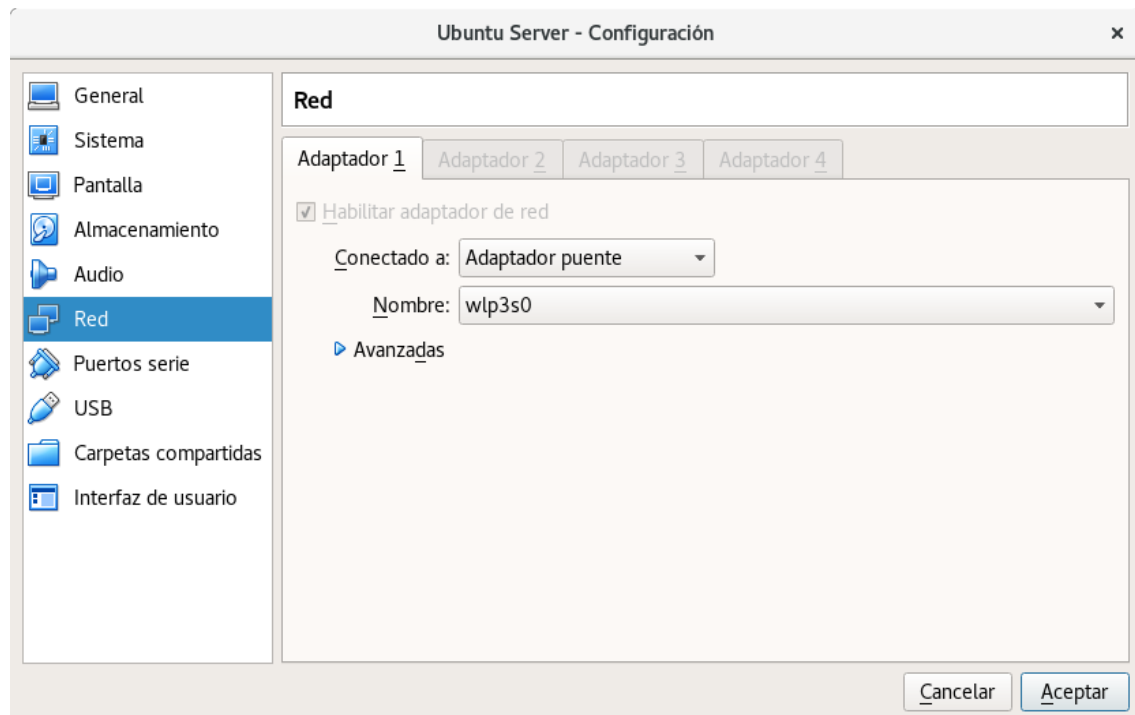 Ubuntu Server - Configuración
General
Sistema
Pantalla
Almacenamiento
Audio
Red
Puertos serie
USB
Carpetas compartidas
Interfaz de usuario
Red
Adaptador 1 Adaptador 2 Adaptador 3 Adaptador 4
Habilitar adaptador de red
Conectado a: Adaptador puente
Nombre: wlp3s0
Avanzadas
Cancelar Aceptar